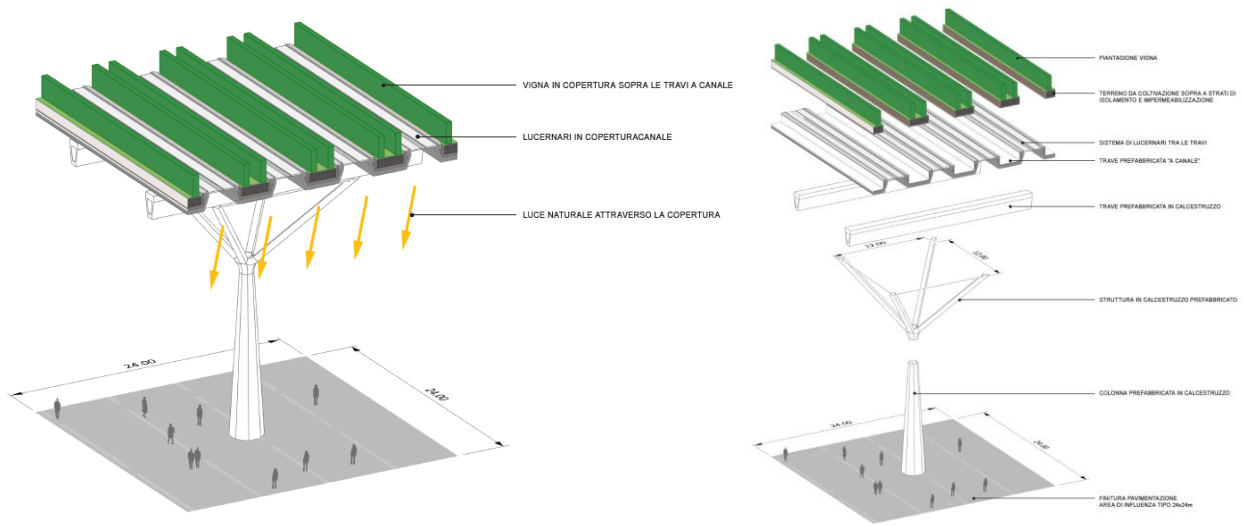 VIGNA IN COPERTURA SOPRA LE TRAVI A CANALE
LUCERNARI IN COPERTURACANALE
LUCE NATURALE ATTRAVERSO LA COPERTURA
24.00
24.00
PIANTAGIONE VIGNA
TERRENO DA COLTIVAZIONE SOPRA A STRATI DI
ISOLAMENTO E IMPERMEABILIZZAZIONE
SISTEMA DI LUCERNARI TRA LE TRAVI
TRAVE PREFABBRICATA "A CANALE"
TRAVE PREFABBRICATA IN CALCESTRUZZO
12.00
12.00
STRUTTURA IN CALCESTRUZZO PREFABBRICATO
COLONNA PREFABBRICATA IN CALCESTRUZZO
24.00
24.00
FINITURA PAVIMENTAZIONE
AREA DI INFLUENZA TIPO 24x24m